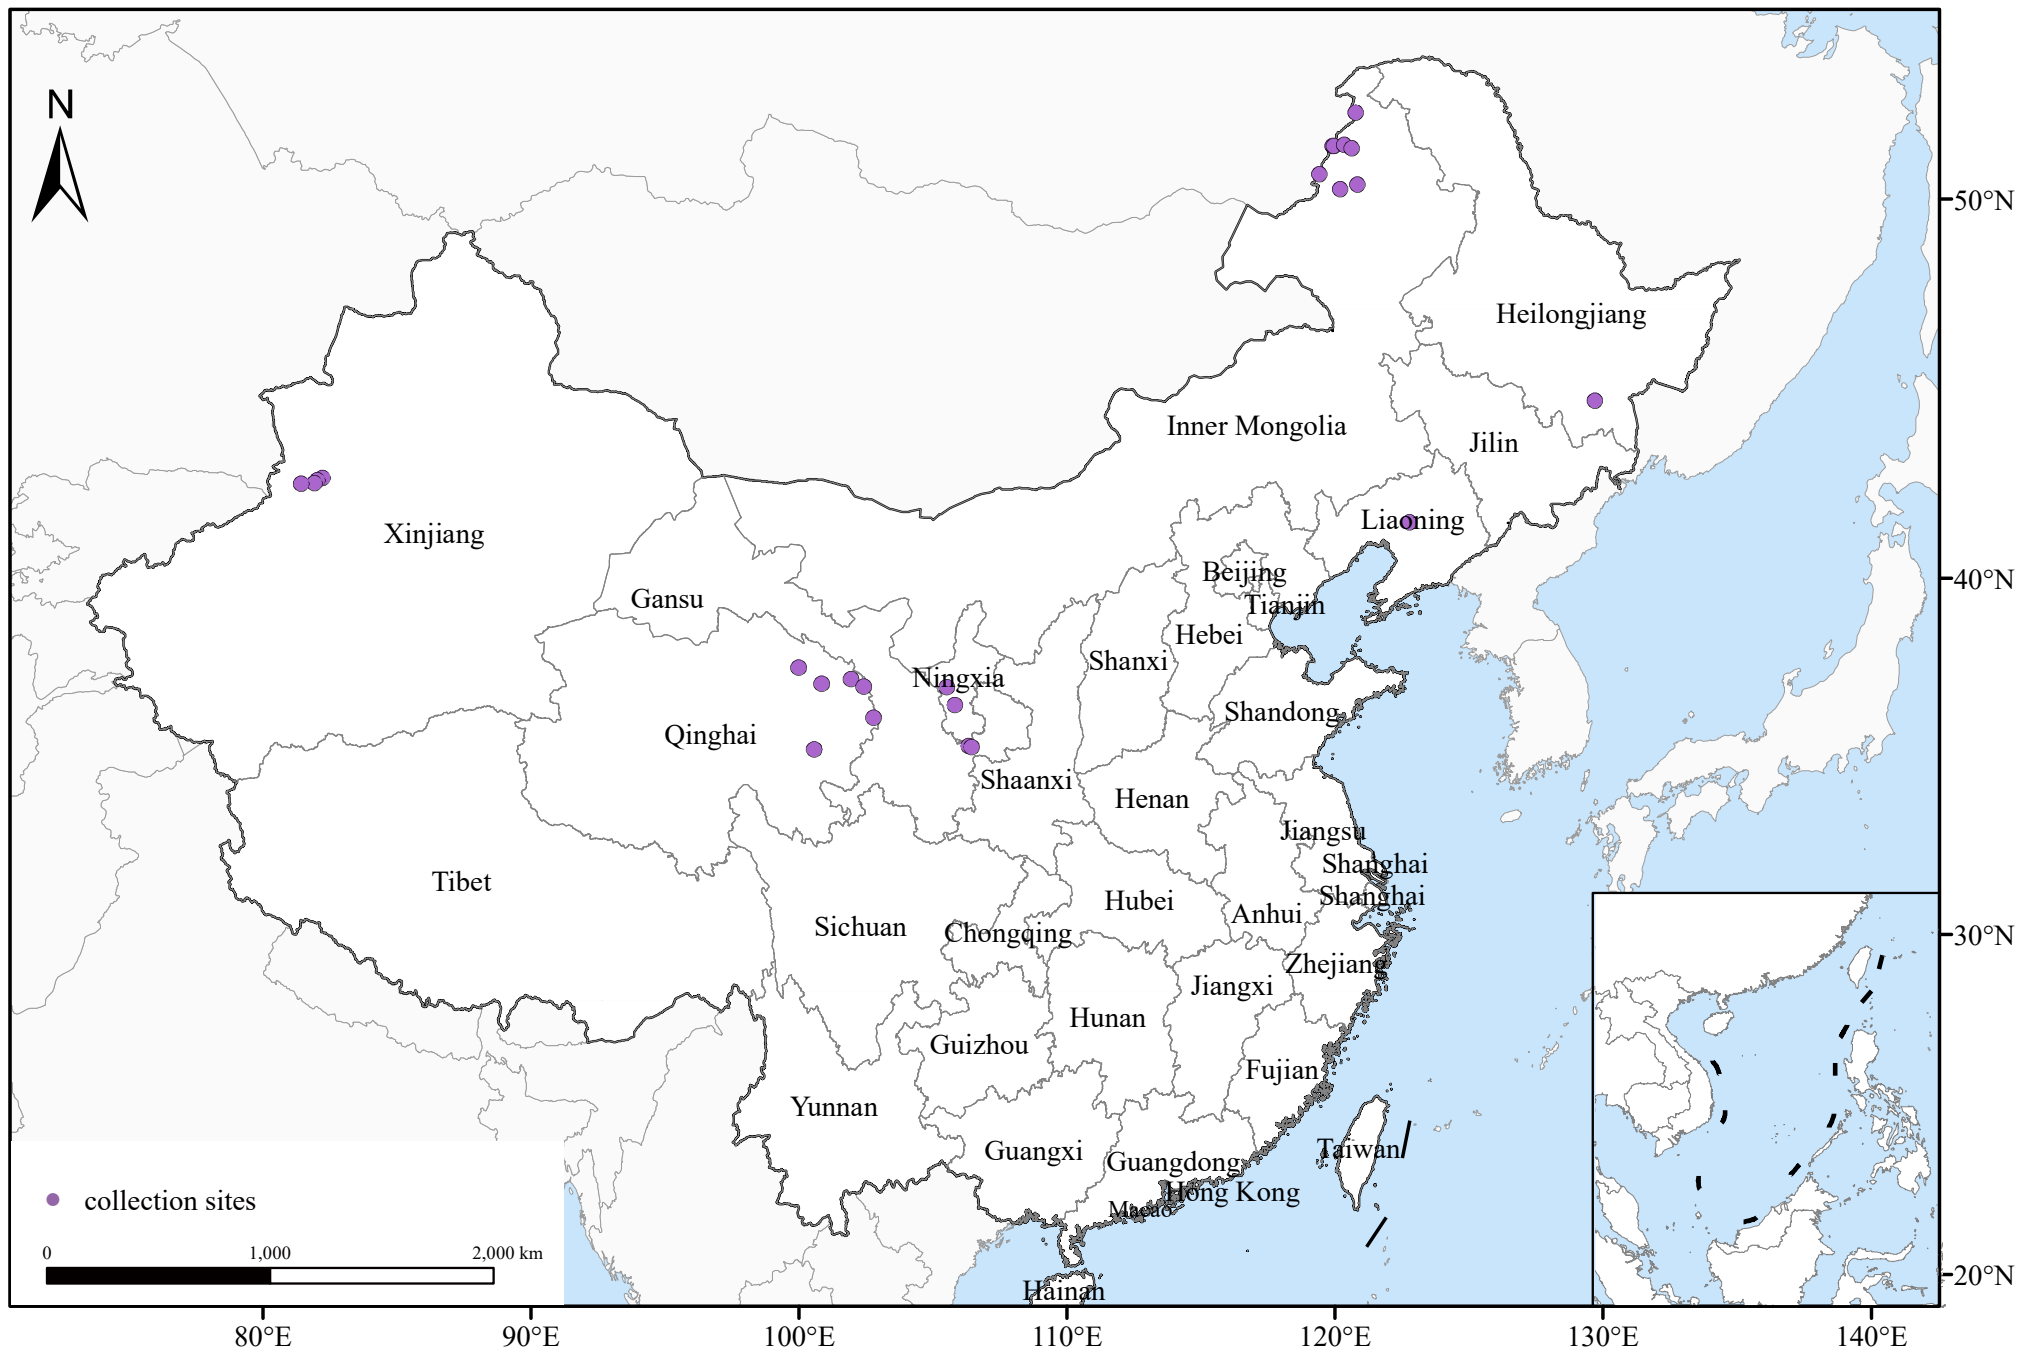 N
50°N
Heilongjiang
Inner Mongolia
Jilin
Liaoning
Xinjiang
Beijing
40°N
Gansu
Tianjin
Hebei
Shanxi
Ningxia
Shandong
Qinghai
Shaanxi
Henan
Jiangsu
Shanghai
Tibet
Shanghai
Hubei
Anhui
Sichuan
Chongqing
30°N
Zhejiang
Jiangxi
Hunan
Guizhou
Fujian
Yunnan
Taiwan
Guangxi
Guangdong
Hong Kong
collection sites
Macao
0 1,000 2,000 km
20°N
Hainan
80°E 90°E 100°E 110°E 120°E 130°E 140°E